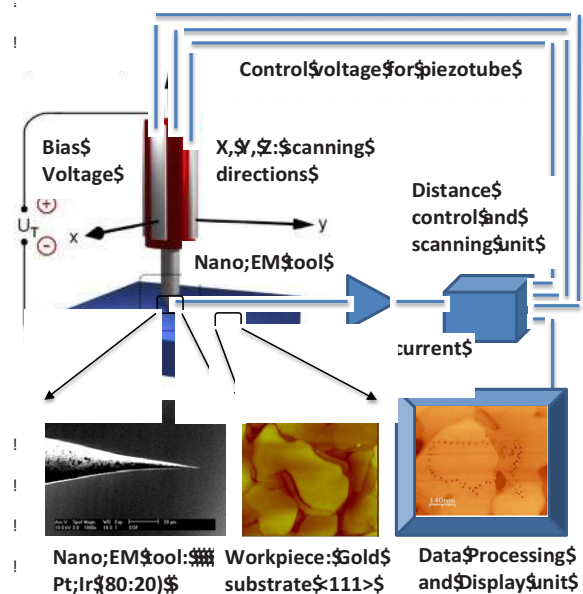 !
!
Control$voltage$for$piezotube$
Bias$
Voltage$
X,$Y,$Z:$scanning$
directions$
Distance$
control$and$
scanning$unit$
U_T
x
y
Nano;EM$tool$
current$
140nm
!
!
!
!
Nano;EM$tool:$$$$$
Pt;Ir$(80:20)$$
Workpiece:$Gold$
substrate$<111>$
Data$Processing$
and$Display$unit$